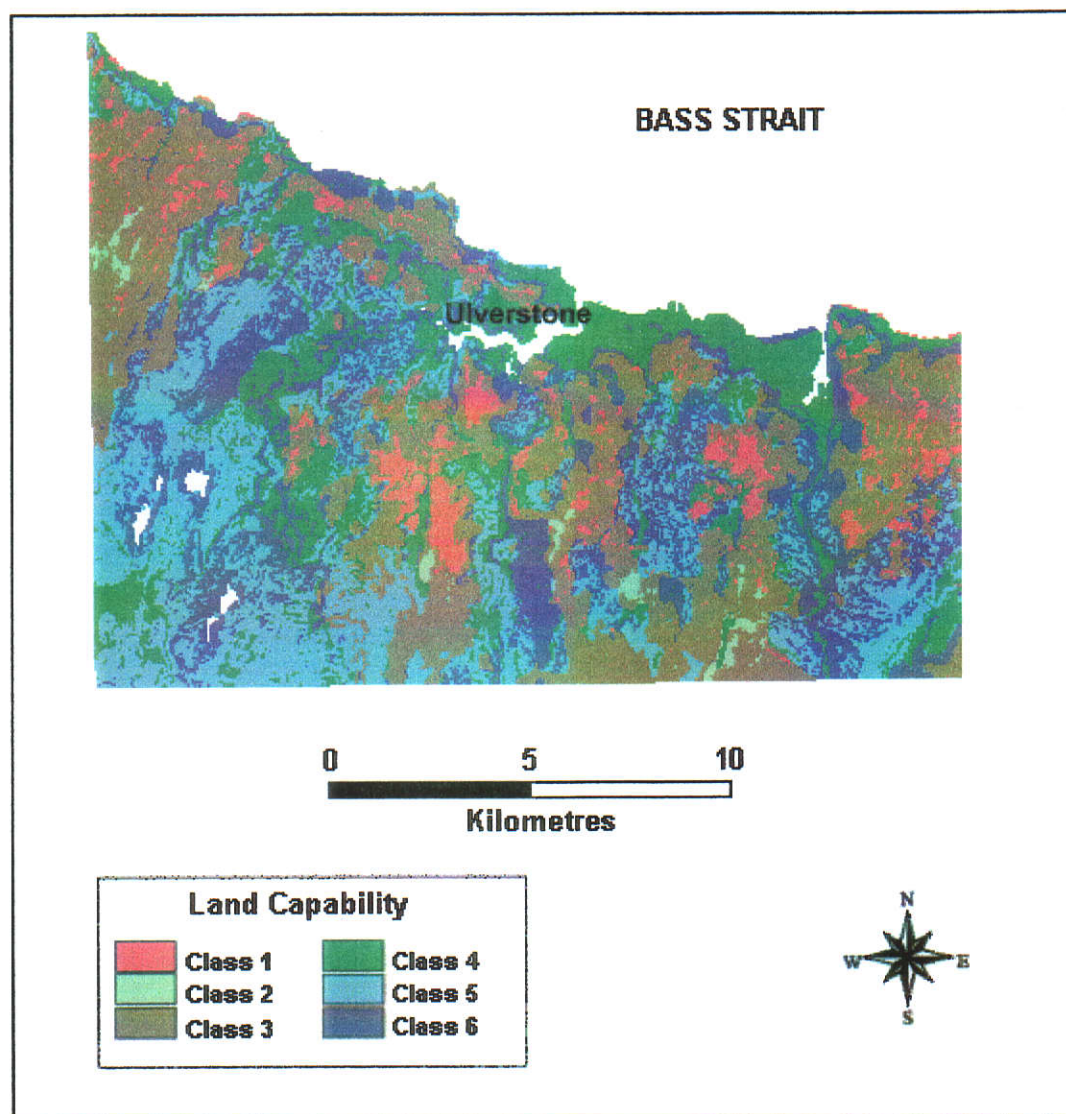 BASS STRAIT
Ulverstone
0 5 10
Kilometres
Land Capability
Class 1 Class 4
Class 2 Class 5
Class 3 Class 6
N
W E
S